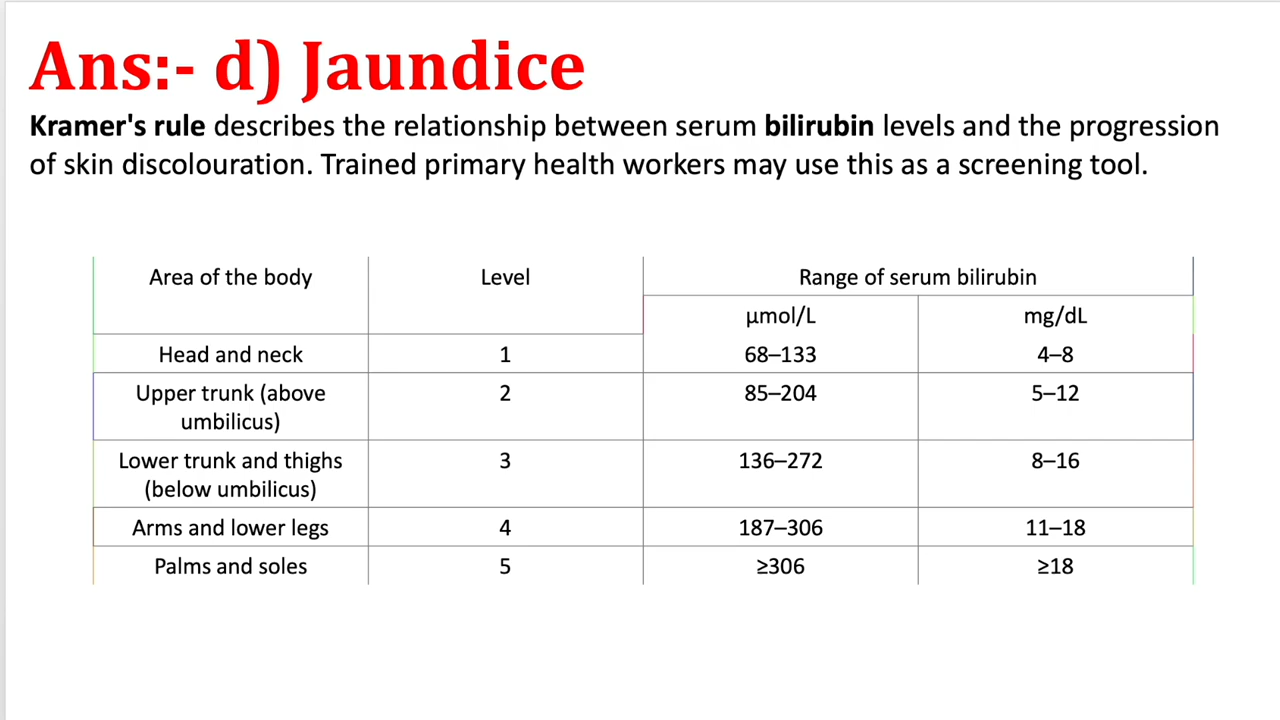 Ans:- d) Jaundice
Kramer's rule describes the relationship between serum bilirubin levels and the progression
of skin discolouration. Trained primary health workers may use this as a screening tool.
Area of the body Level Range of serum bilirubin
µmol/L mg/dL
Head and neck 1 68–133 4–8
Upper trunk (above 2 85–204 5–12
umbilicus)
Lower trunk and thighs 3 136–272 8–16
(below umbilicus)
Arms and lower legs 4 187–306 11–18
Palms and soles 5 ≥306 ≥18